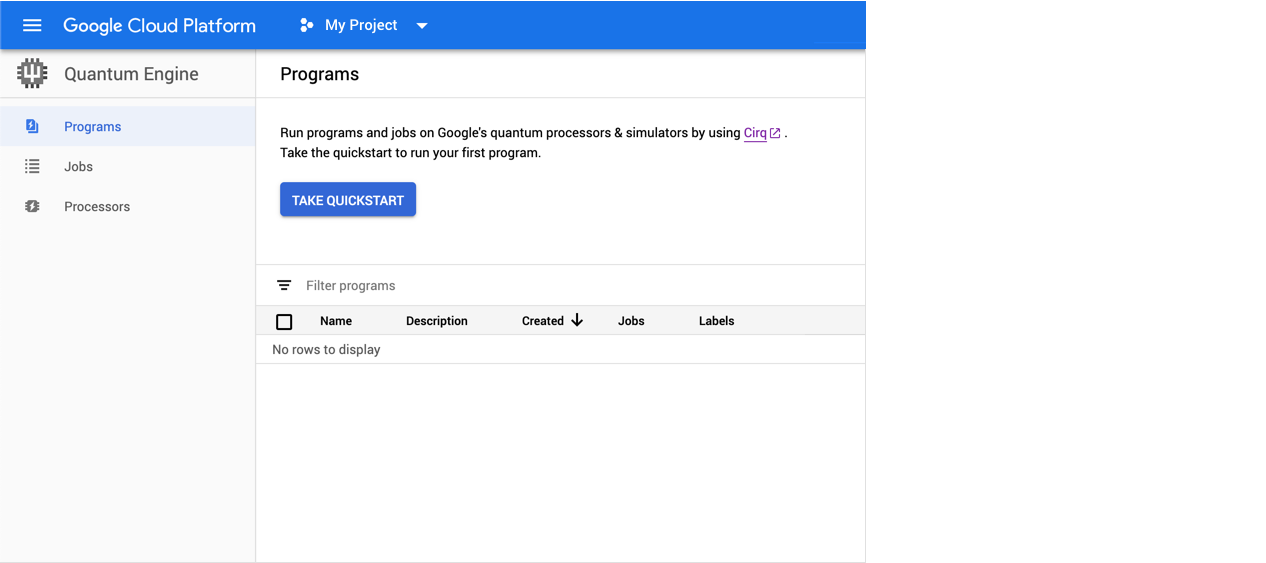 Google Cloud Platform My Project
Quantum Engine Programs
Programs
Jobs
Processors
Run programs and jobs on Google's quantum processors & simulators by using Cirq .
Take the quickstart to run your first program.
TAKE QUICKSTART
Filter programs
Name Description Created Jobs Labels
No rows to display